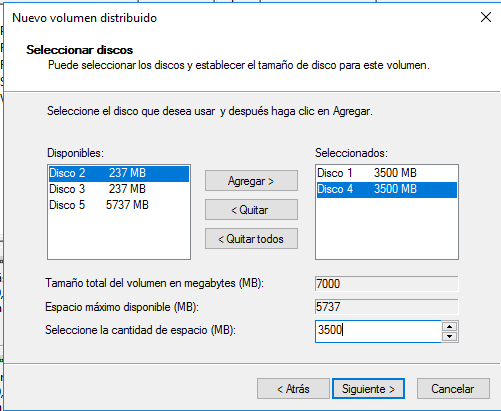 Nuevo volumen distribuido
Seleccionar discos
Puede seleccionar los discos y establecer el tamaño de disco para este volumen.
Seleccione el disco que desea usar y después haga clic en Agregar.
Disponibles:
Disco 2 237 MB
Disco 3 237 MB
Disco 5 5737 MB
Agregar >
< Quitar
< Quitar todos
Seleccionados:
Disco 1 3500 MB
Disco 4 3500 MB
Tamaño total del volumen en megabytes (MB): 7000
Espacio máximo disponible (MB): 5737
Seleccione la cantidad de espacio (MB): 3500
< Atrás Siguiente > Cancelar